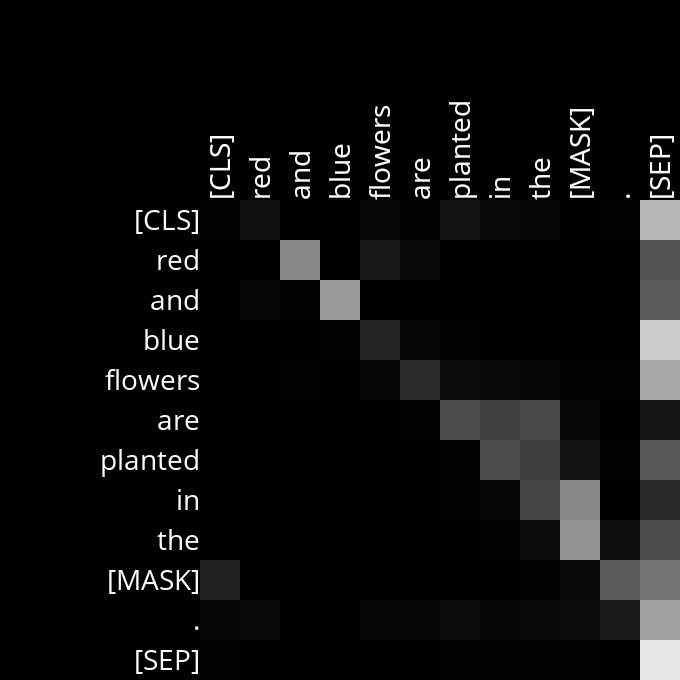 [CLS] red and blue flowers are planted in the [MASK] . [SEP]
[CLS]
red
and
blue
flowers
are
planted
in
the
[MASK]
.
[SEP]